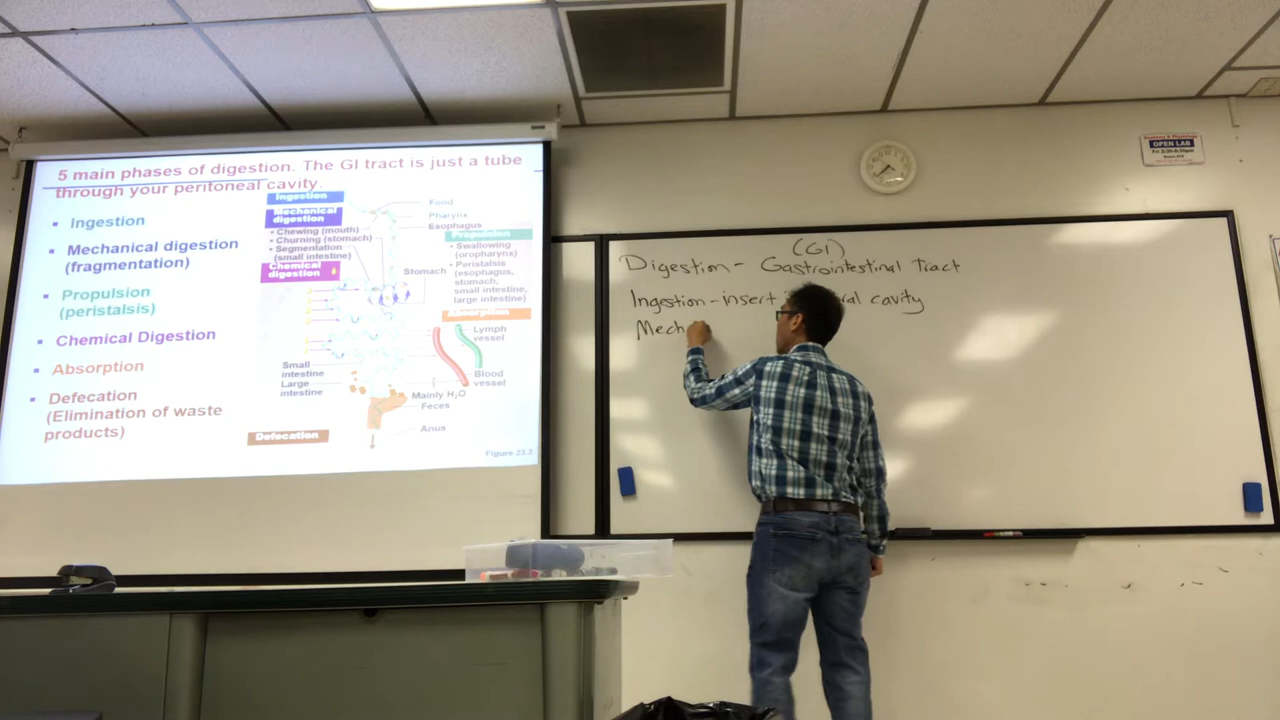 5 main phases of digestion. The GI tract is just a tube
through your peritoneal cavity.
▪ Ingestion
▪ Mechanical digestion
(fragmentation)
▪ Propulsion
(peristalsis)
▪ Chemical Digestion
▪ Absorption
▪ Defecation
(Elimination of waste
products)
Ingestion
Mechanical
digestion
• Chewing (mouth)
• Churning (stomach)
• Segmentation
(small intestine)
Chemical
digestion
Food
Pharynx
Esophagus
Propulsion
• Swallowing
(oropharynx)
• Peristalsis
(esophagus,
stomach,
small intestine,
large intestine)
Stomach
Absorption
Lymph
vessel
Small
intestine
Large
intestine
Blood
vessel
Mainly H₂O
Feces
Anus
Defecation
Figure 23.2
(GI)
Digestion - Gastrointestinal Tract
Ingestion - insert cavity
Mech
Anatomy & Physiology
OPEN LAB